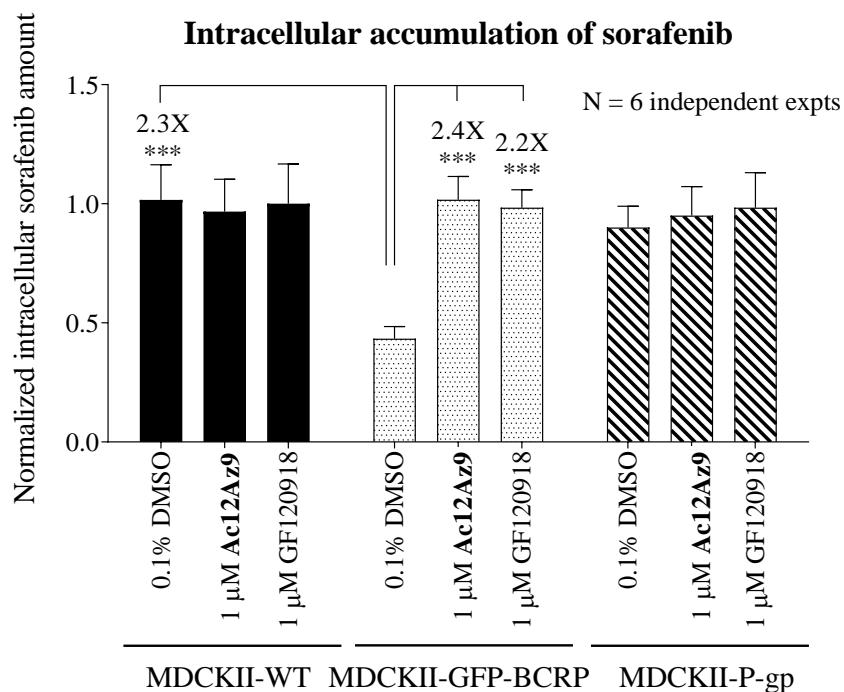 Intracellular accumulation of sorafenib
Normalized intracellular sorafenib amount
1.5
1.0
0.5
0.0
N = 6 independent expts
2.3X
***
2.4X
***
2.2X
***
0.1% DMSO
1 μM Ac12Az9
1 μM GF120918
0.1% DMSO
1 μM Ac12Az9
1 μM GF120918
0.1% DMSO
1 μM Ac12Az9
1 μM GF120918
MDCKII-WT
MDCKII-GFP-BCRP
MDCKII-P-gp